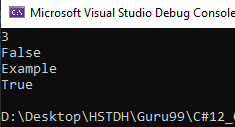 Microsoft Visual Studio Debug Console
3
False
Example
True
D:\Desktop\HSTDH\Guru99\C#12_